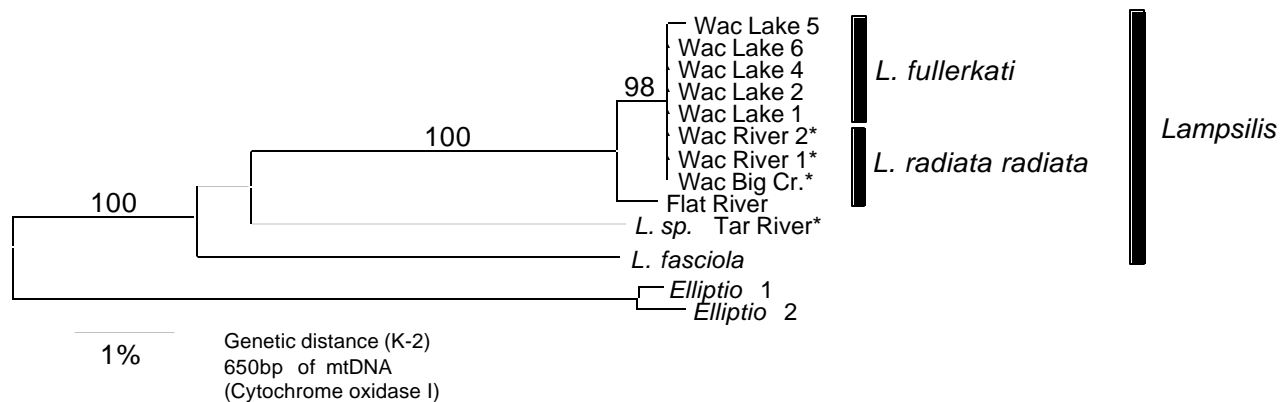 Wac Lake 5
Wac Lake 6
Wac Lake 4
Wac Lake 2
Wac Lake 1
Wac River 2*
Wac River 1*
Wac Big Cr.*
Flat River
L. sp. Tar River*
L. fasciola
Elliptio 1
Elliptio 2
98
100
100
L. fullerkati
L. radiata radiata
Lampsilis
1%
Genetic distance (K-2)
650bp of mtDNA
(Cytochrome oxidase I)